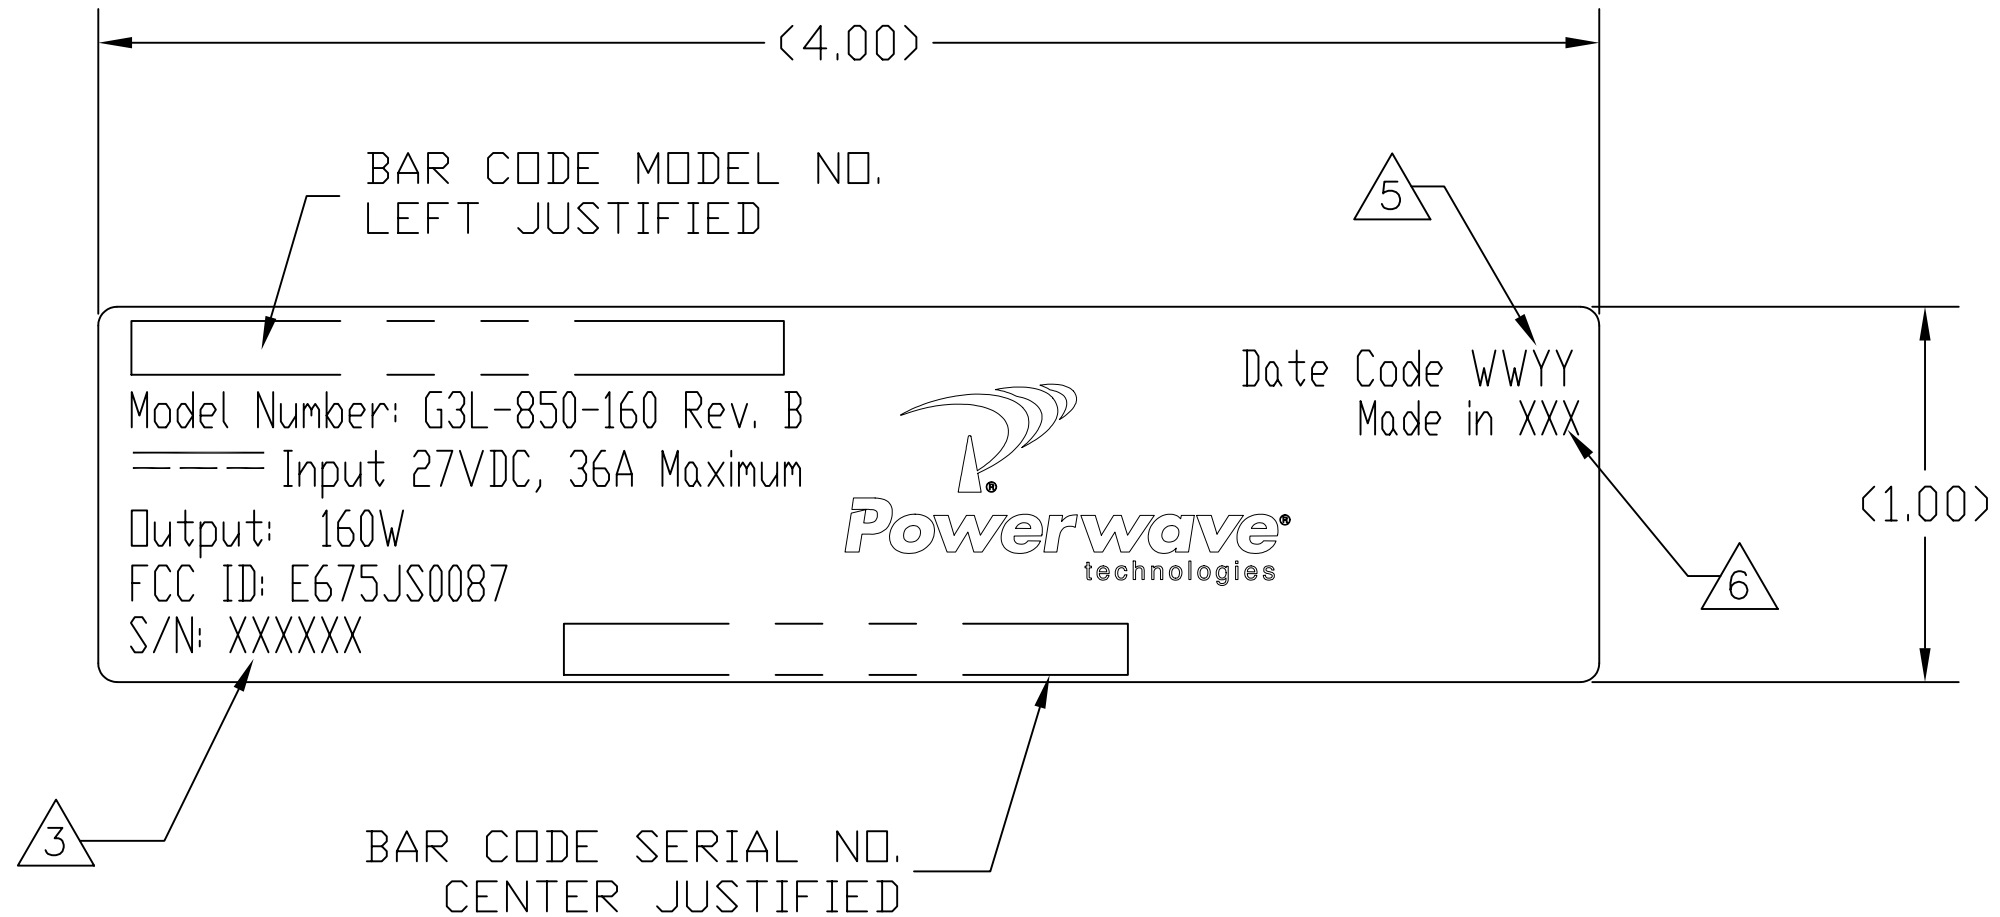 (4.00)
BAR CODE MODEL NO.
LEFT JUSTIFIED
5
Date Code WWYY
Made in XXX
Model Number: G3L-850-160 Rev. B
Input 27VDC, 36A Maximum
Output: 160W
FCC ID: E675JS0087
S/N: XXXXXX
®
Powerwave®
technologies
(1.00)
6
3
BAR CODE SERIAL NO.
CENTER JUSTIFIED